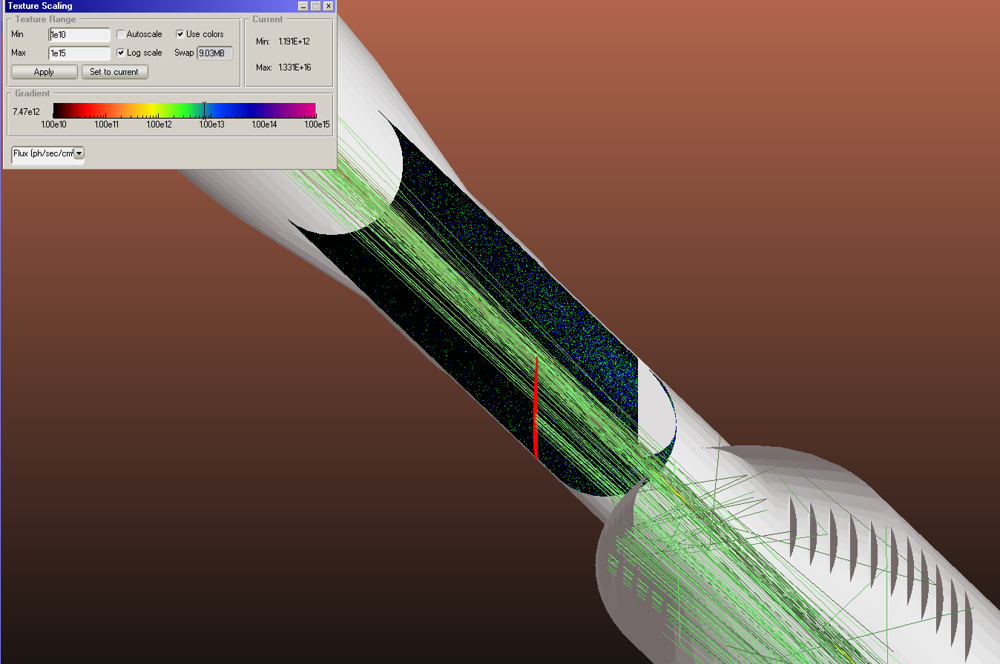 Texture Scaling
Texture Range
Min 1e10 Autoscale Use colors
Max 1e15 Log scale Swap 9.03MB
Apply Set to current
Current
Min: 1.191E+12
Max: 1.331E+16
Gradient
7.47e12
1.00e10 1.00e11 1.00e12 1.00e13 1.00e14 1.00e15
Flux (ph/sec/cm²